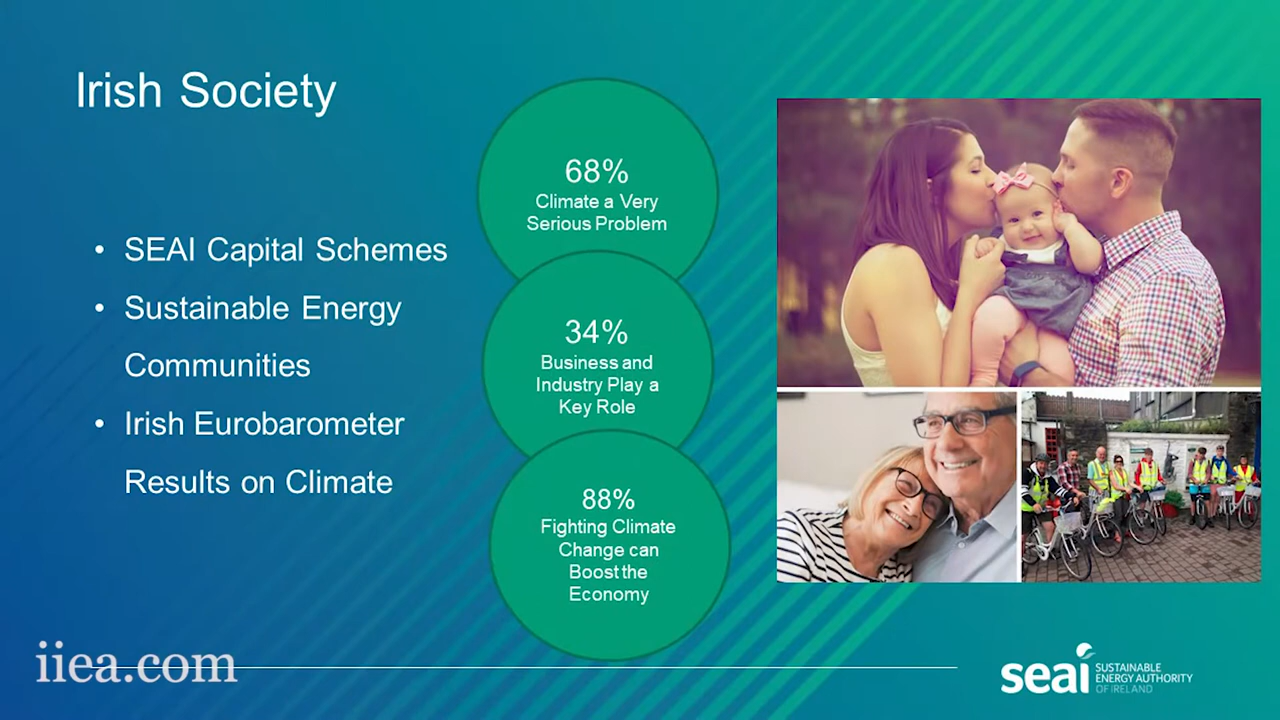 Irish Society
• SEAI Capital Schemes
• Sustainable Energy
Communities
• Irish Eurobarometer
Results on Climate
68%
Climate a Very
Serious Problem
34%
Business and
Industry Play a
Key Role
88%
Fighting Climate
Change can
Boost the
Economy
iiea.com
seai SUSTAINABLE
ENERGY AUTHORITY
OF IRELAND